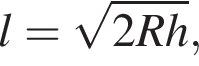 l = √2Rh,